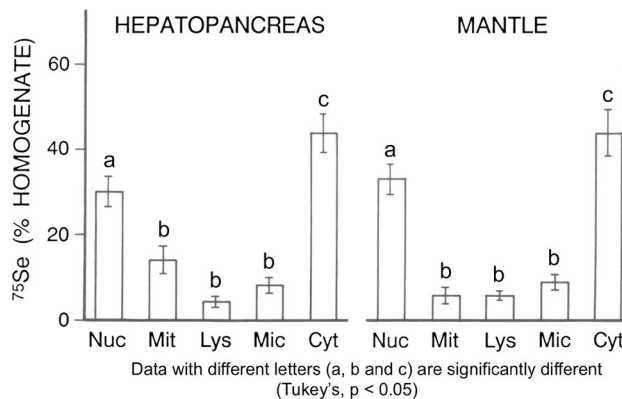 HEPATOPANCREAS MANTLE
⁷⁵Se (% HOMOGENATE)
60
40
20
0
a
b
b
b
c
a
b
b
b
c
Nuc Mit Lys Mic Cyt Nuc Mit Lys Mic Cyt
Data with different letters (a, b and c) are significantly different
(Tukey's, p < 0.05)